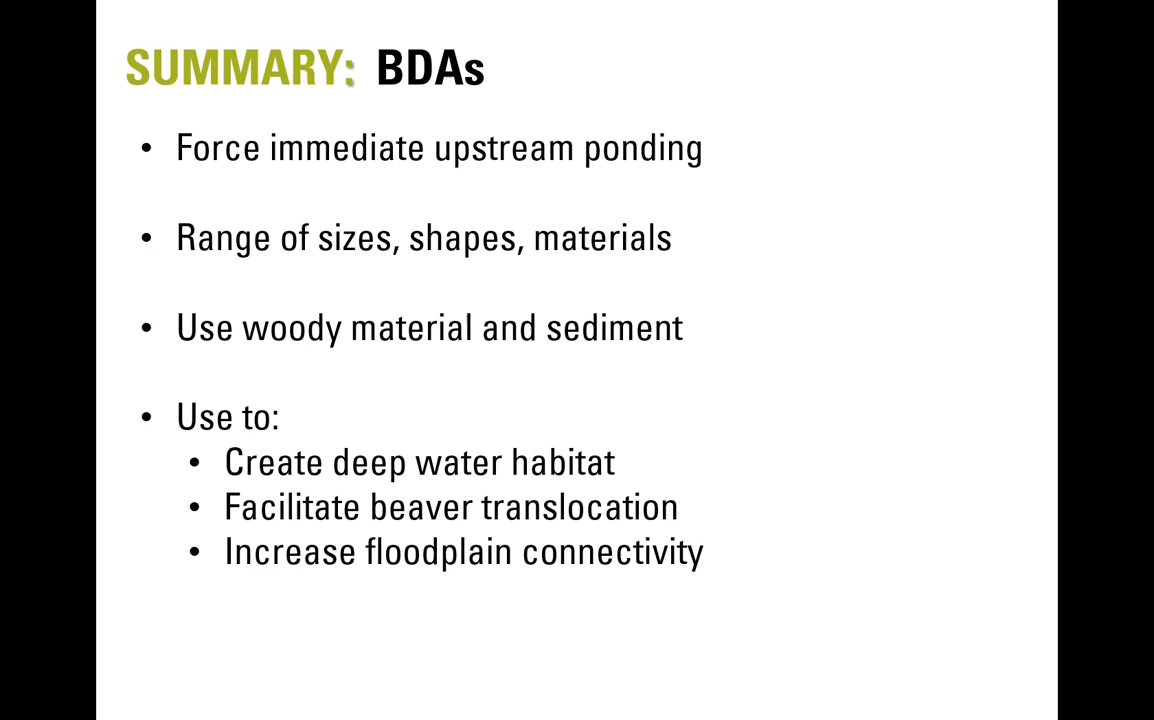 SUMMARY: BDAs
• Force immediate upstream ponding
• Range of sizes, shapes, materials
• Use woody material and sediment
• Use to:
• Create deep water habitat
• Facilitate beaver translocation
• Increase floodplain connectivity